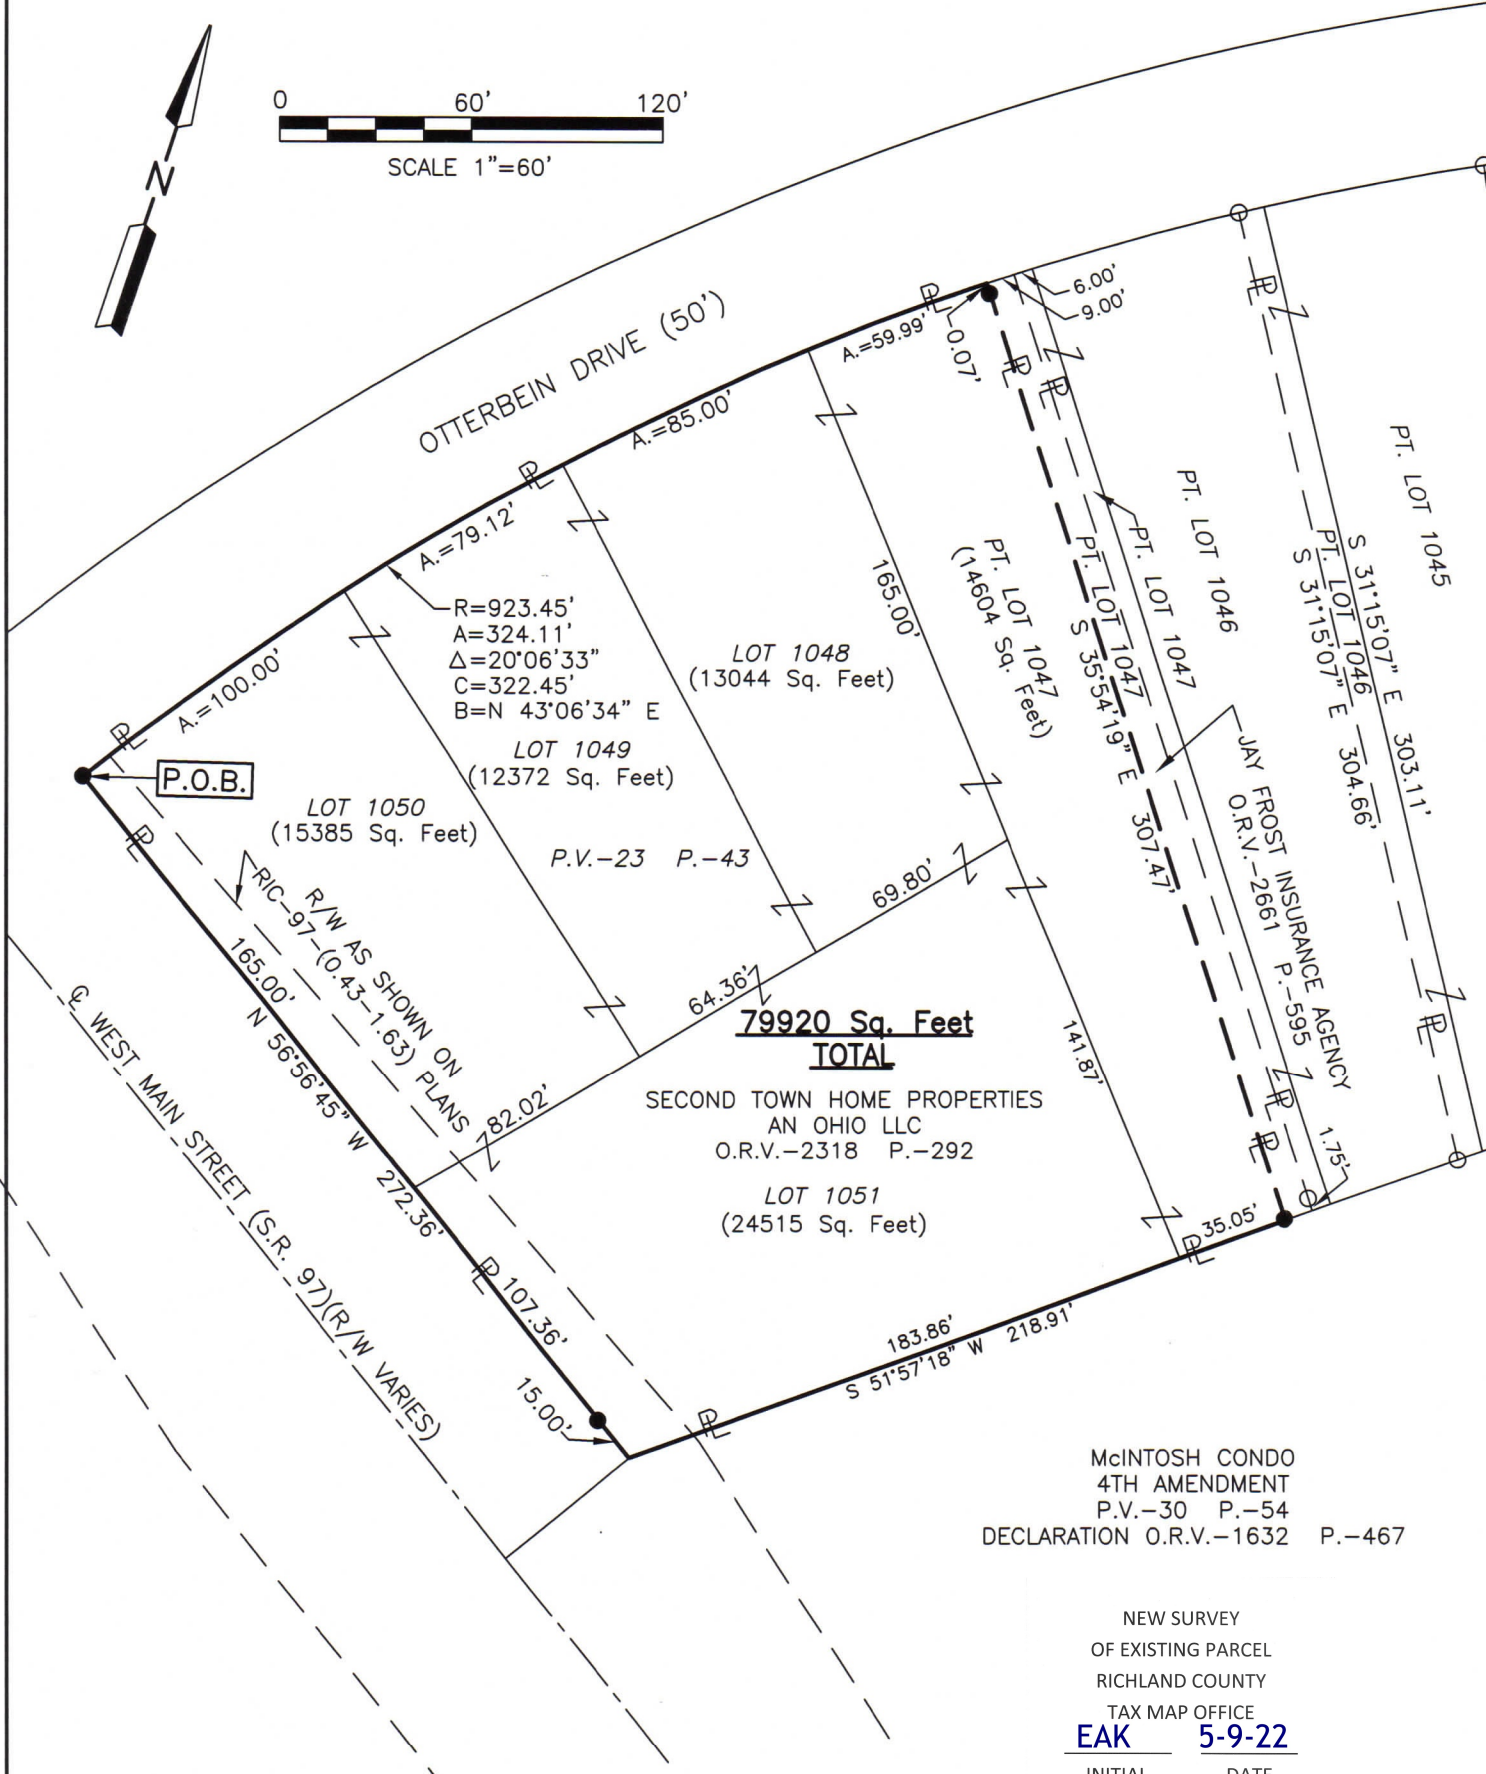 0 60' 120'
SCALE 1"=60'
N
OTTERBEIN DRIVE (50')
6.00'
9.00'
0.07'
A.=59.99'
A.=85.00'
A.=79.12'
A.=100.00'
R=923.45'
A=324.11'
Δ=20°06'33"
C=322.45'
B=N 43°06'34" E
P.O.B.
LOT 1050
(15385 Sq. Feet)
LOT 1049
(12372 Sq. Feet)
P.V.-23 P.-43
LOT 1048
(13044 Sq. Feet)
165.00'
PT. LOT 1047
(14604 Sq. Feet)
S 35°54'19" E 307.47'
PT. LOT 1047
PT. LOT 1047
PT. LOT 1046
PT. LOT 1046
S 31°15'07" E 304.66'
S 31°15'07" E 303.11'
PT. LOT 1045
JAY FROST INSURANCE AGENCY
O.R.V.-2661 P.-595
R/W AS SHOWN ON
RIC-97-(0.43-1.63) PLANS
165.00'
N 56°56'45" W 272.36'
107.36'
15.00'
℄ WEST MAIN STREET (S.R. 97)(R/W VARIES)
82.02'
64.36'
69.80'
141.87'
79920 Sq. Feet
TOTAL
SECOND TOWN HOME PROPERTIES
AN OHIO LLC
O.R.V.-2318 P.-292
LOT 1051
(24515 Sq. Feet)
1.75'
35.05'
183.86'
S 51°57'18" W 218.91'
McINTOSH CONDO
4TH AMENDMENT
P.V.-30 P.-54
DECLARATION O.R.V.-1632 P.-467
NEW SURVEY
OF EXISTING PARCEL
RICHLAND COUNTY
TAX MAP OFFICE
EAK 5-9-22
INITIAL DATE